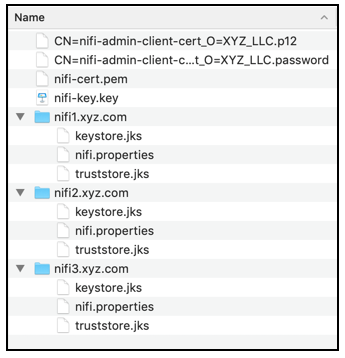 Name
CN=nifi-admin-client-cert_O=XYZ_LLC.p12
CN=nifi-admin-client-c...t_O=XYZ_LLC.password
nifi-cert.pem
nifi-key.key
nifi1.xyz.com
keystore.jks
nifi.properties
truststore.jks
nifi2.xyz.com
keystore.jks
nifi.properties
truststore.jks
nifi3.xyz.com
keystore.jks
nifi.properties
truststore.jks